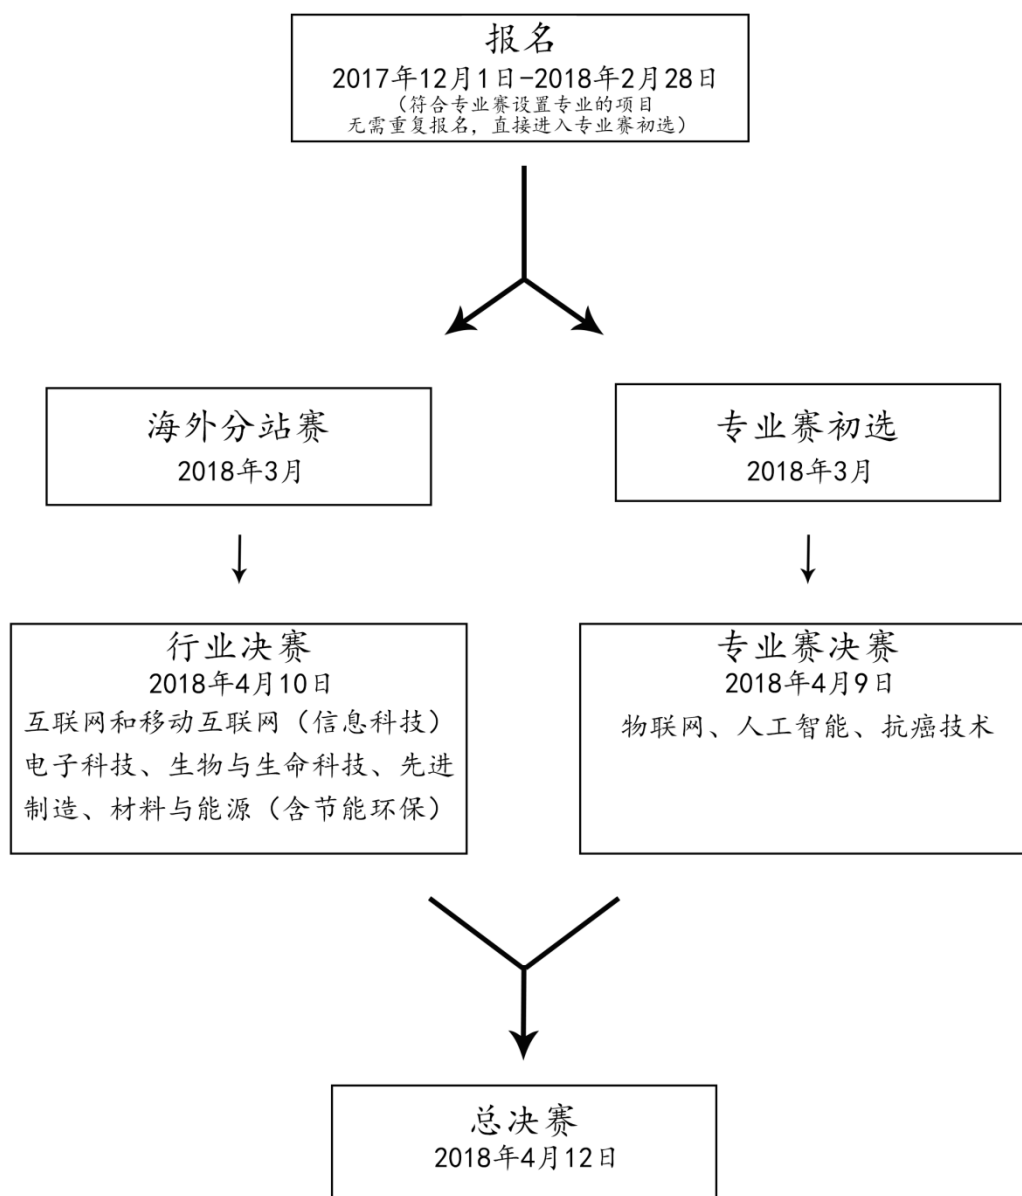 报名
2017年12月1日-2018年2月28日
（符合专业赛设置专业的项目
无需重复报名，直接进入专业赛初选）
海外分站赛
2018年3月
专业赛初选
2018年3月
行业决赛
2018年4月10日
互联网和移动互联网（信息科技）
电子科技、生物与生命科技、先进
制造、材料与能源（含节能环保）
专业赛决赛
2018年4月9日
物联网、人工智能、抗癌技术
总决赛
2018年4月12日